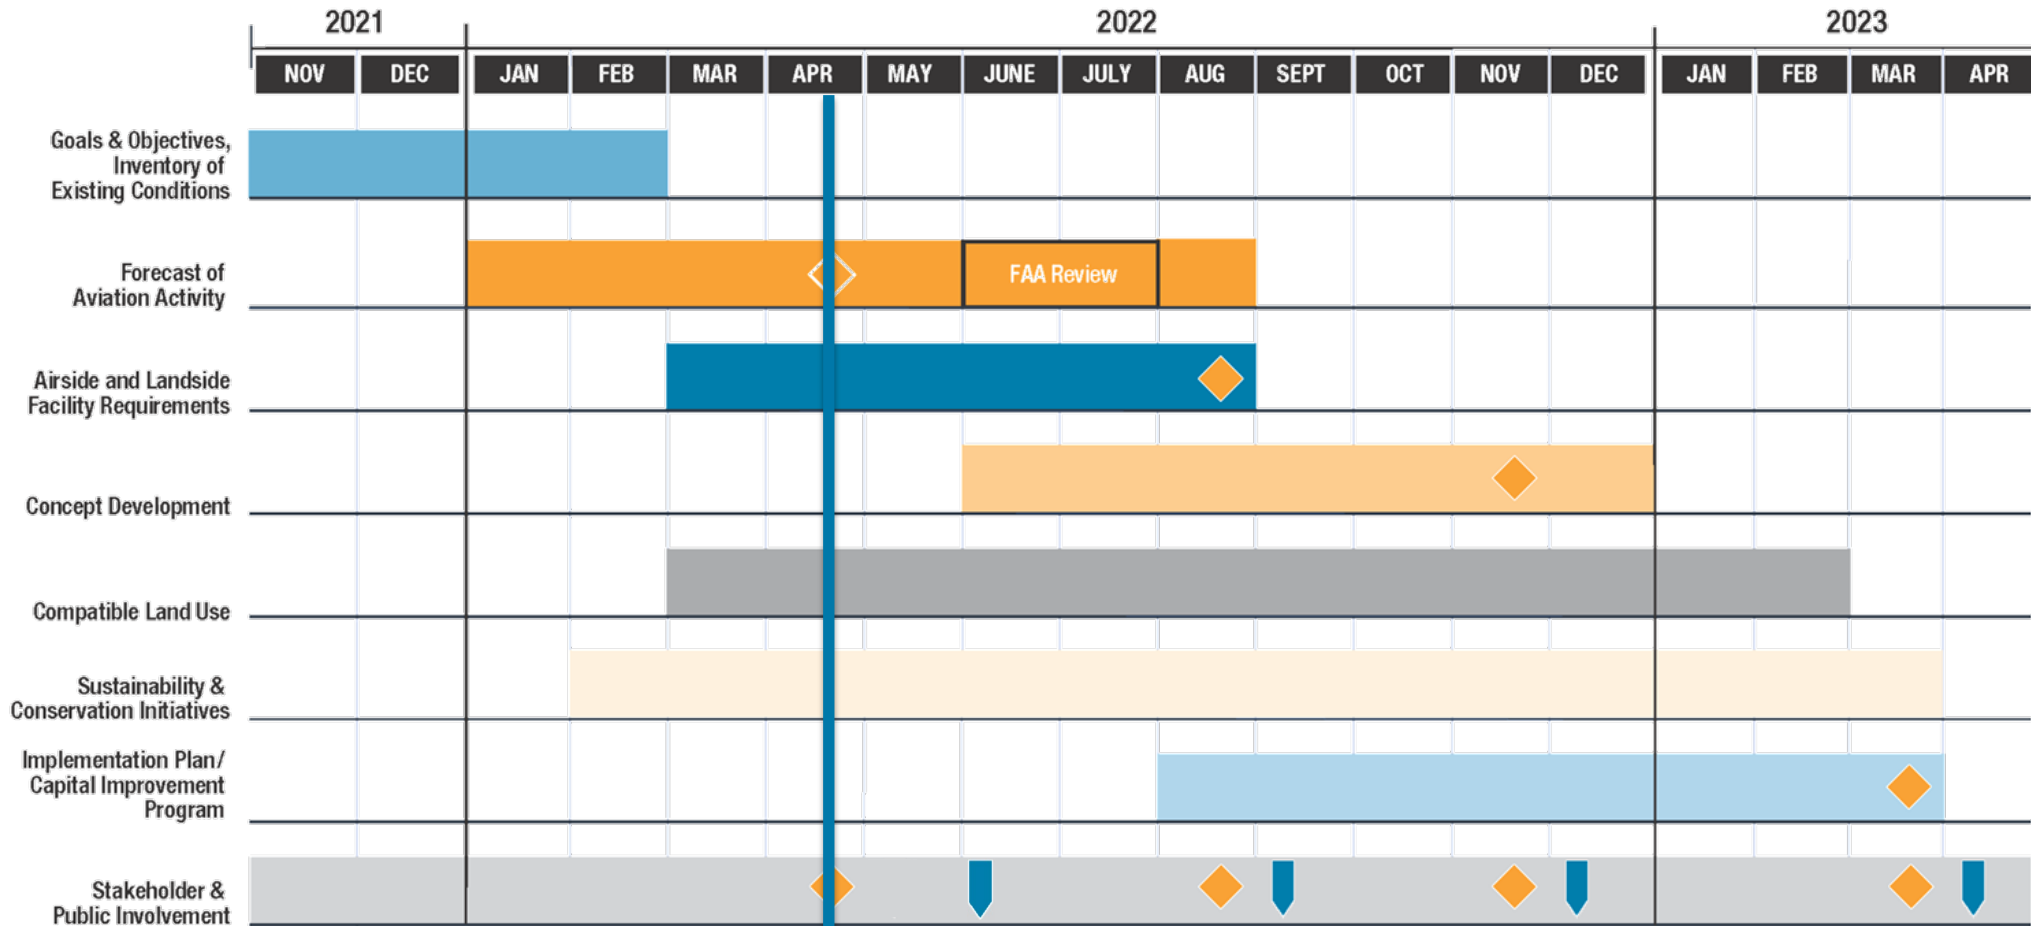 2021
2022
2023
NOV
DEC
JAN
FEB
MAR
APR
MAY
JUNE
JULY
AUG
SEPT
OCT
NOV
DEC
JAN
FEB
MAR
APR
Goals & Objectives,
Inventory of
Existing Conditions
Forecast of
Aviation Activity
FAA Review
Airside and Landside
Facility Requirements
Concept Development
Compatible Land Use
Sustainability &
Conservation Initiatives
Implementation Plan/
Capital Improvement
Program
Stakeholder &
Public Involvement